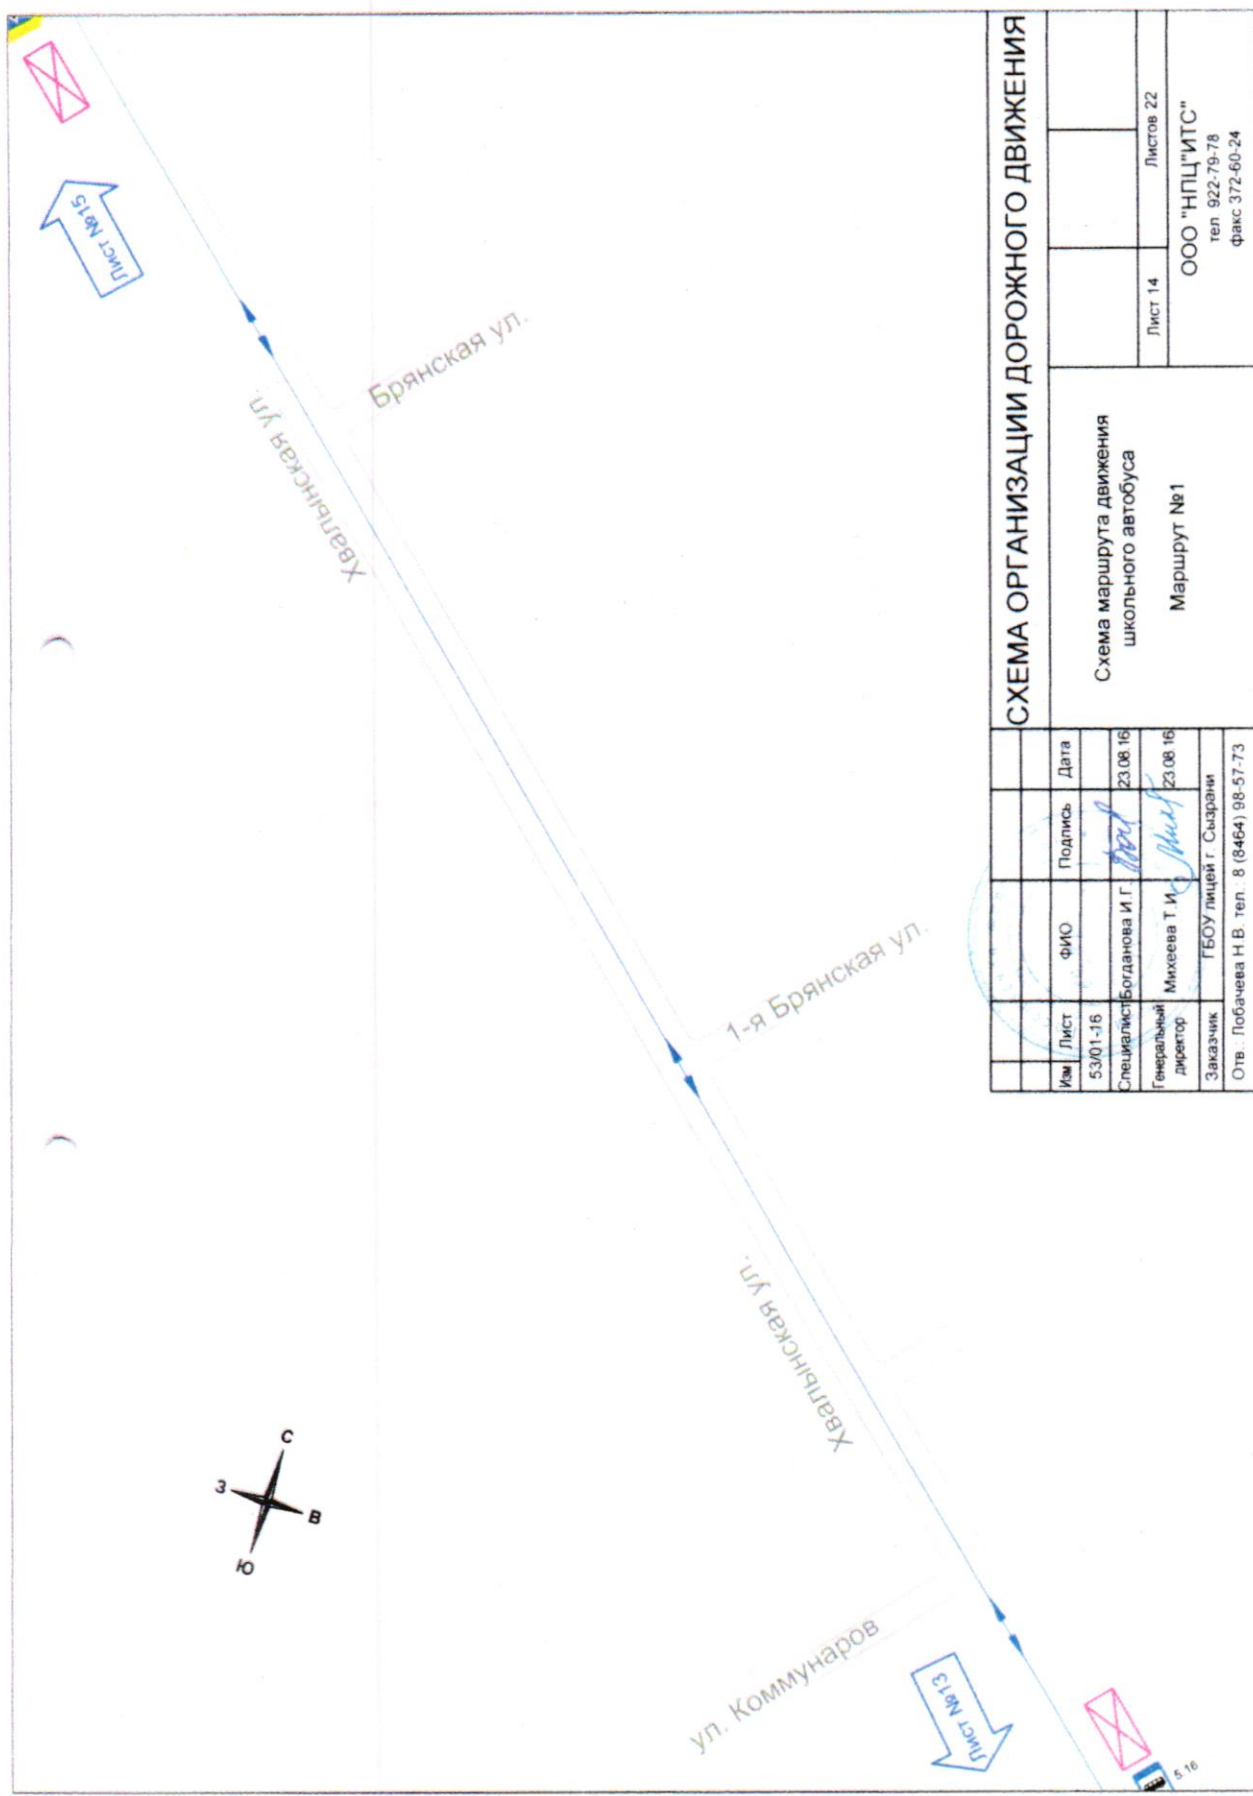 Лист №15
Хвалынская ул.
Брянская ул.
1-я Брянская ул.
Хвалынская ул.
ул. Коммунаров
Лист №13
5.16
С
З
В
Ю
СХЕМА ОРГАНИЗАЦИИ ДОРОЖНОГО ДВИЖЕНИЯ
Изм Лист ФИО Подпись Дата
53/01-16
Специалист Богданова И.Г. 23.08.16
Генеральный
директор Михеева Т.И. 23.08.16
Заказчик ГБОУ лицей г. Сызрани
Отв.: Лобачева Н.В. тел.: 8 (8464) 98-57-73
Схема маршрута движения
школьного автобуса
Маршрут №1
Лист 14 Листов 22
ООО "НПЦ"ИТС"
тел 922-79-78
факс 372-60-24